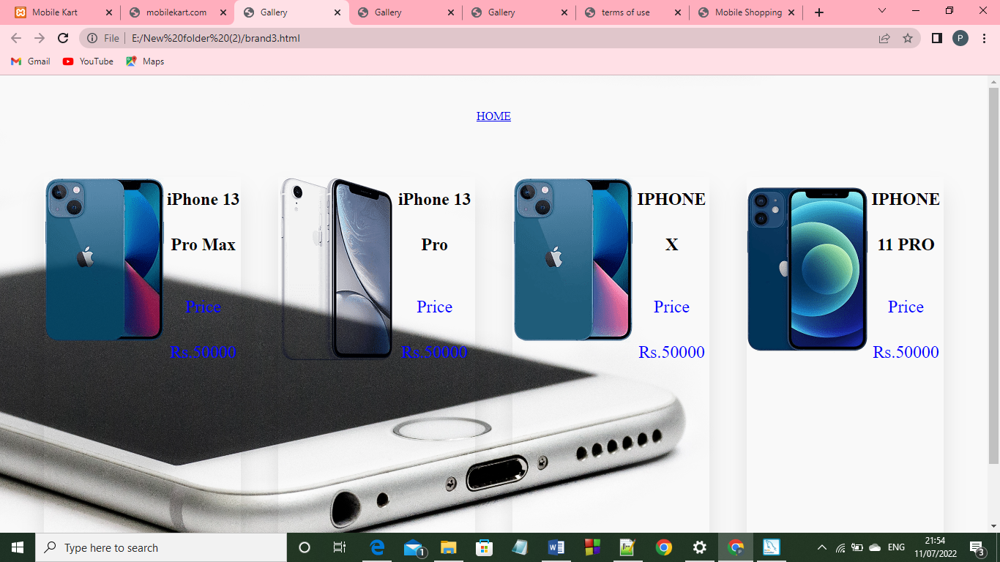 Mobile Kart
mobilekart.com
Gallery
Gallery
Gallery
terms of use
Mobile Shopping
File
E:/New%20folder%20(2)/brand3.html
P
Gmail
YouTube
Maps
HOME
iPhone 13
Pro Max
Price
Rs.50000
iPhone 13
Pro
Price
Rs.50000
IPHONE
X
Price
Rs.50000
IPHONE
11 PRO
Price
Rs.50000
Type here to search
1
ENG
21:54
11/07/2022
3